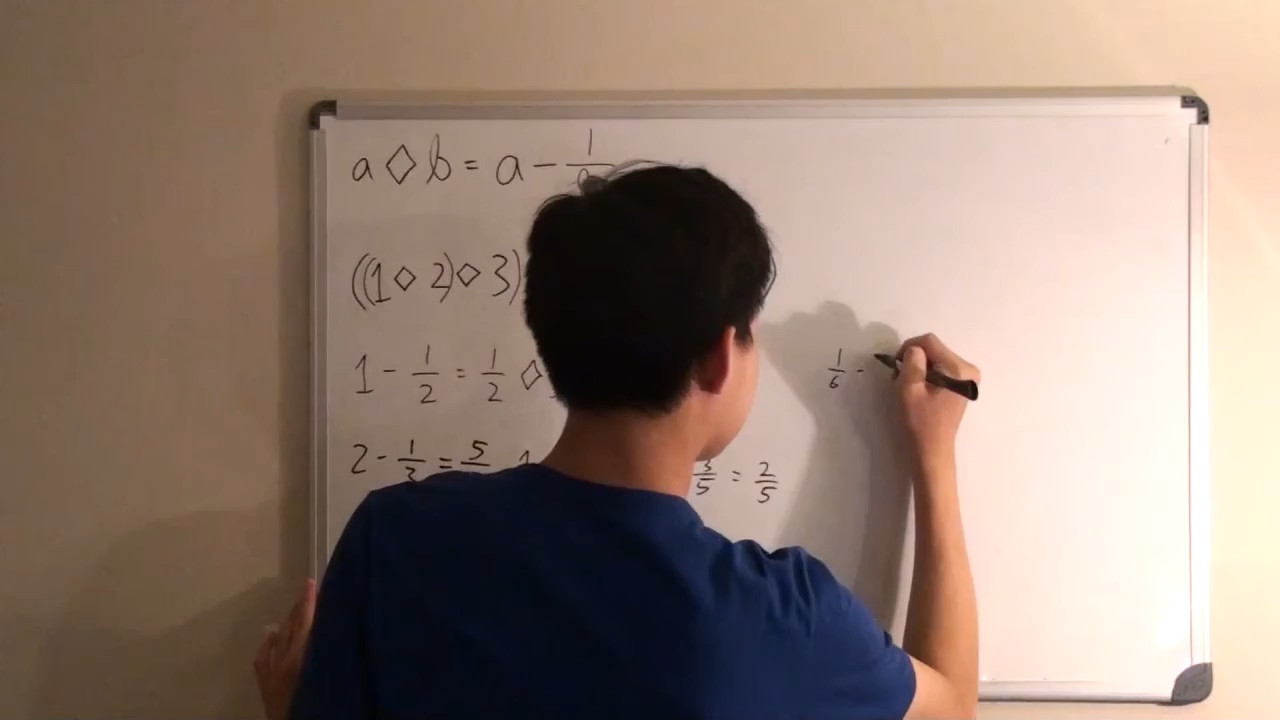 a ◇ b = a - 1/
((1 ◇ 2) ◇ 3)
1 - 1/2 = 1/2 ◇
1/6 -
2 - 1/3 = 5/ 3/5 = 2/5